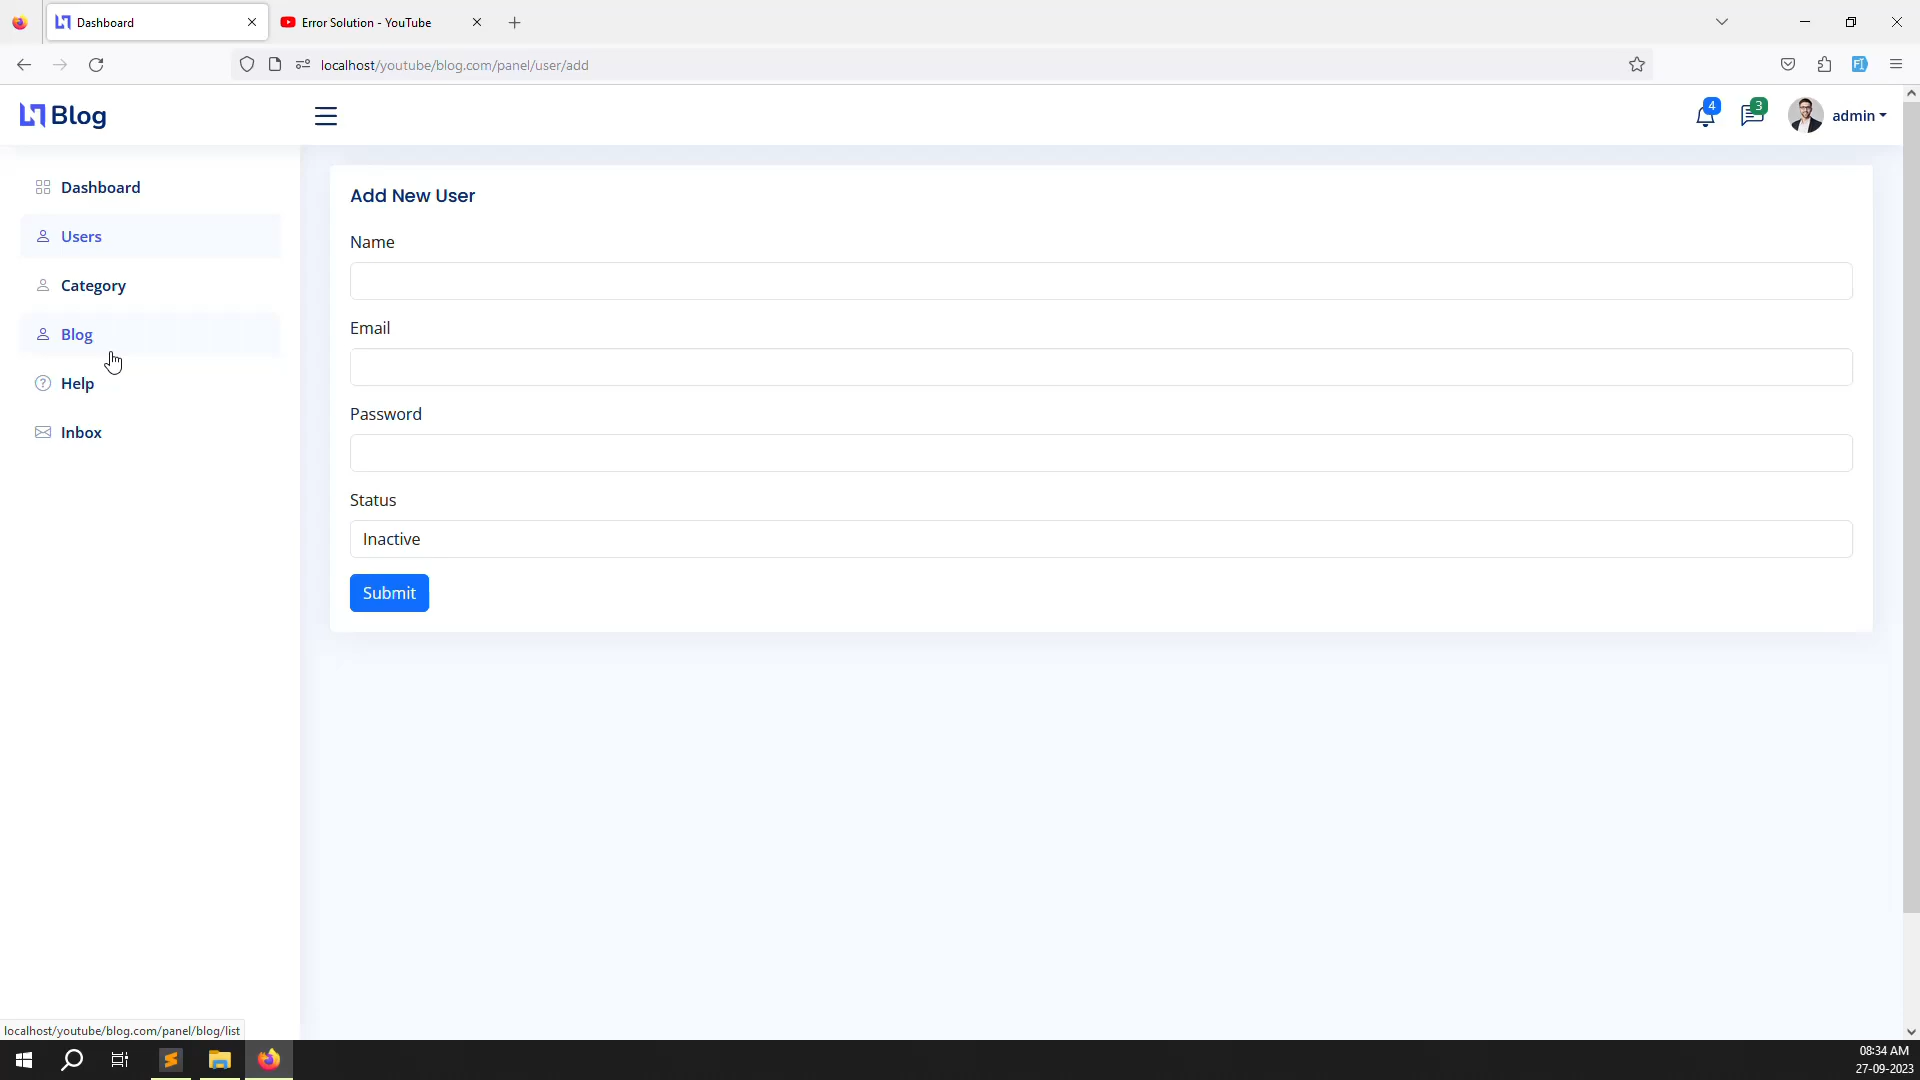 Dashboard
Error Solution - YouTube
localhost/youtube/blog.com/panel/user/add
Blog
4
3
admin
Dashboard
Users
Category
Blog
Help
Inbox
Add New User
Name
Email
Password
Status
Inactive
Submit
localhost/youtube/blog.com/panel/blog/list
08:34 AM
27-09-2023